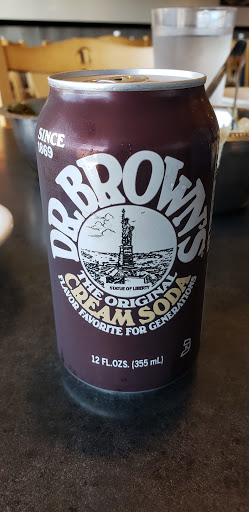 SINCE
1869
DR. BROWN'S
STATUE OF LIBERTY
THE ORIGINAL
CREAM SODA
FLAVOR FAVORITE FOR GENERATIONS
12 FL.OZS. (355 mL)